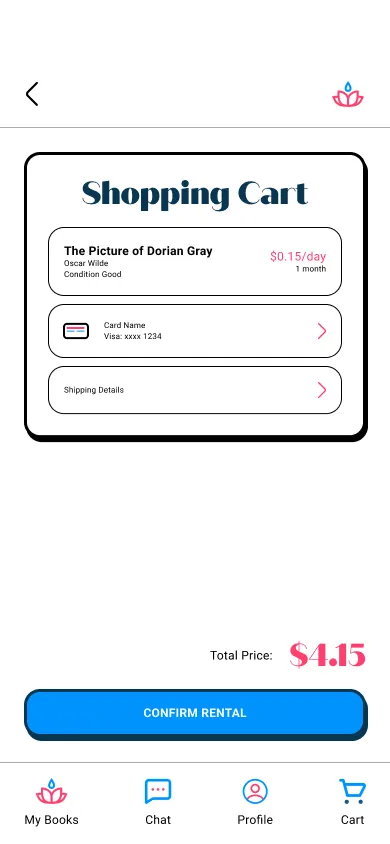 Shopping Cart
The Picture of Dorian Gray
Oscar Wilde
Condition Good
$0.15/day
1 month
Card Name
Visa: xxxx 1234
Shipping Details
Total Price: $4.15
CONFIRM RENTAL
My Books Chat Profile Cart